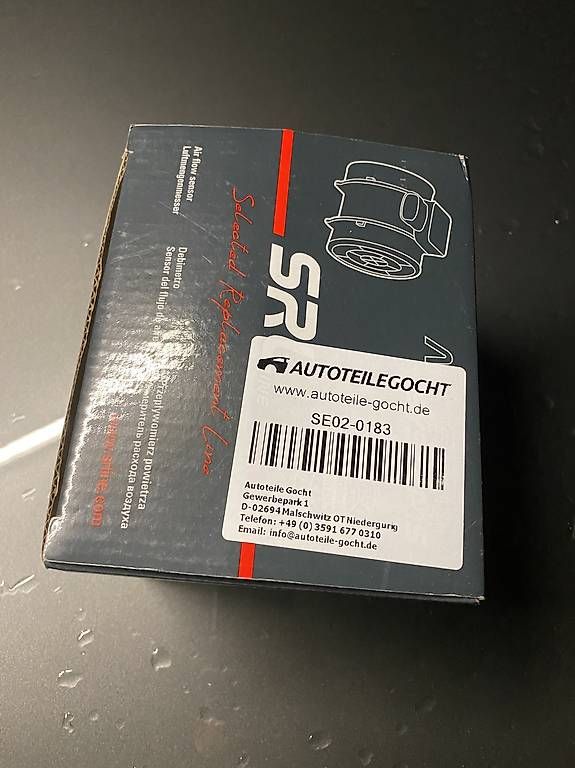 Air flow sensor
Luftmengenmesser
Debimetro
Sensor del flujo de
Przepływomierz powietrza
расхода воздуха
Selected Replacement Line
SR
AUTOTEILEGOCHT
www.autoteile-gocht.de
SE02-0183
Autoteile Gocht
Gewerbepark 1
D-02694 Malschwitz OT Niedergurig
Telefon: +49 (0) 3591 677 0310
Email: info@autoteile-gocht.de